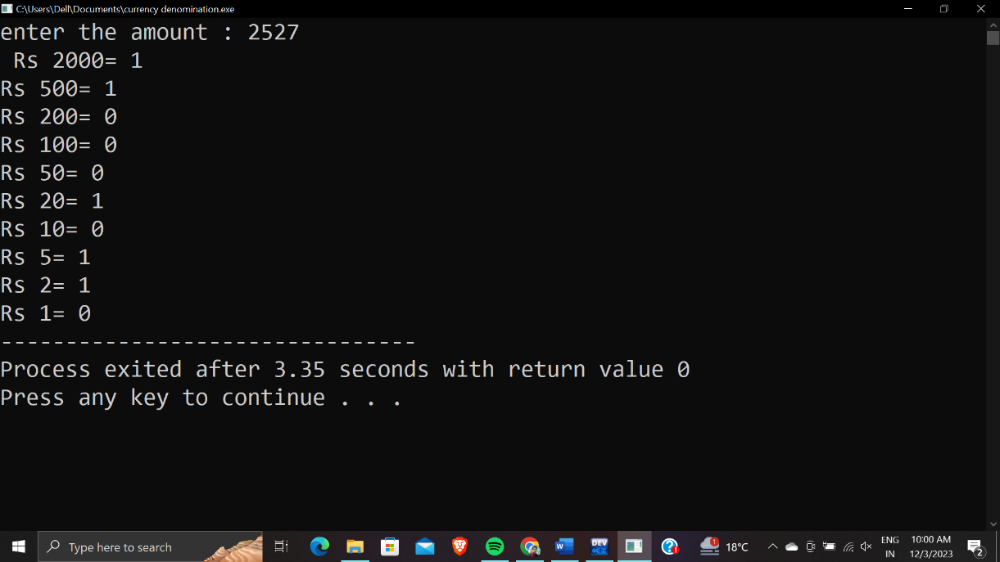 C:\Users\Dell\Documents\currency denomination.exe
enter the amount : 2527
 Rs 2000= 1
Rs 500= 1
Rs 200= 0
Rs 100= 0
Rs 50= 0
Rs 20= 1
Rs 10= 0
Rs 5= 1
Rs 2= 1
Rs 1= 0
--------------------------------
Process exited after 3.35 seconds with return value 0
Press any key to continue . . .
Type here to search
W
DEV
1
18°C
ENG
IN
10:00 AM
12/3/2023
2